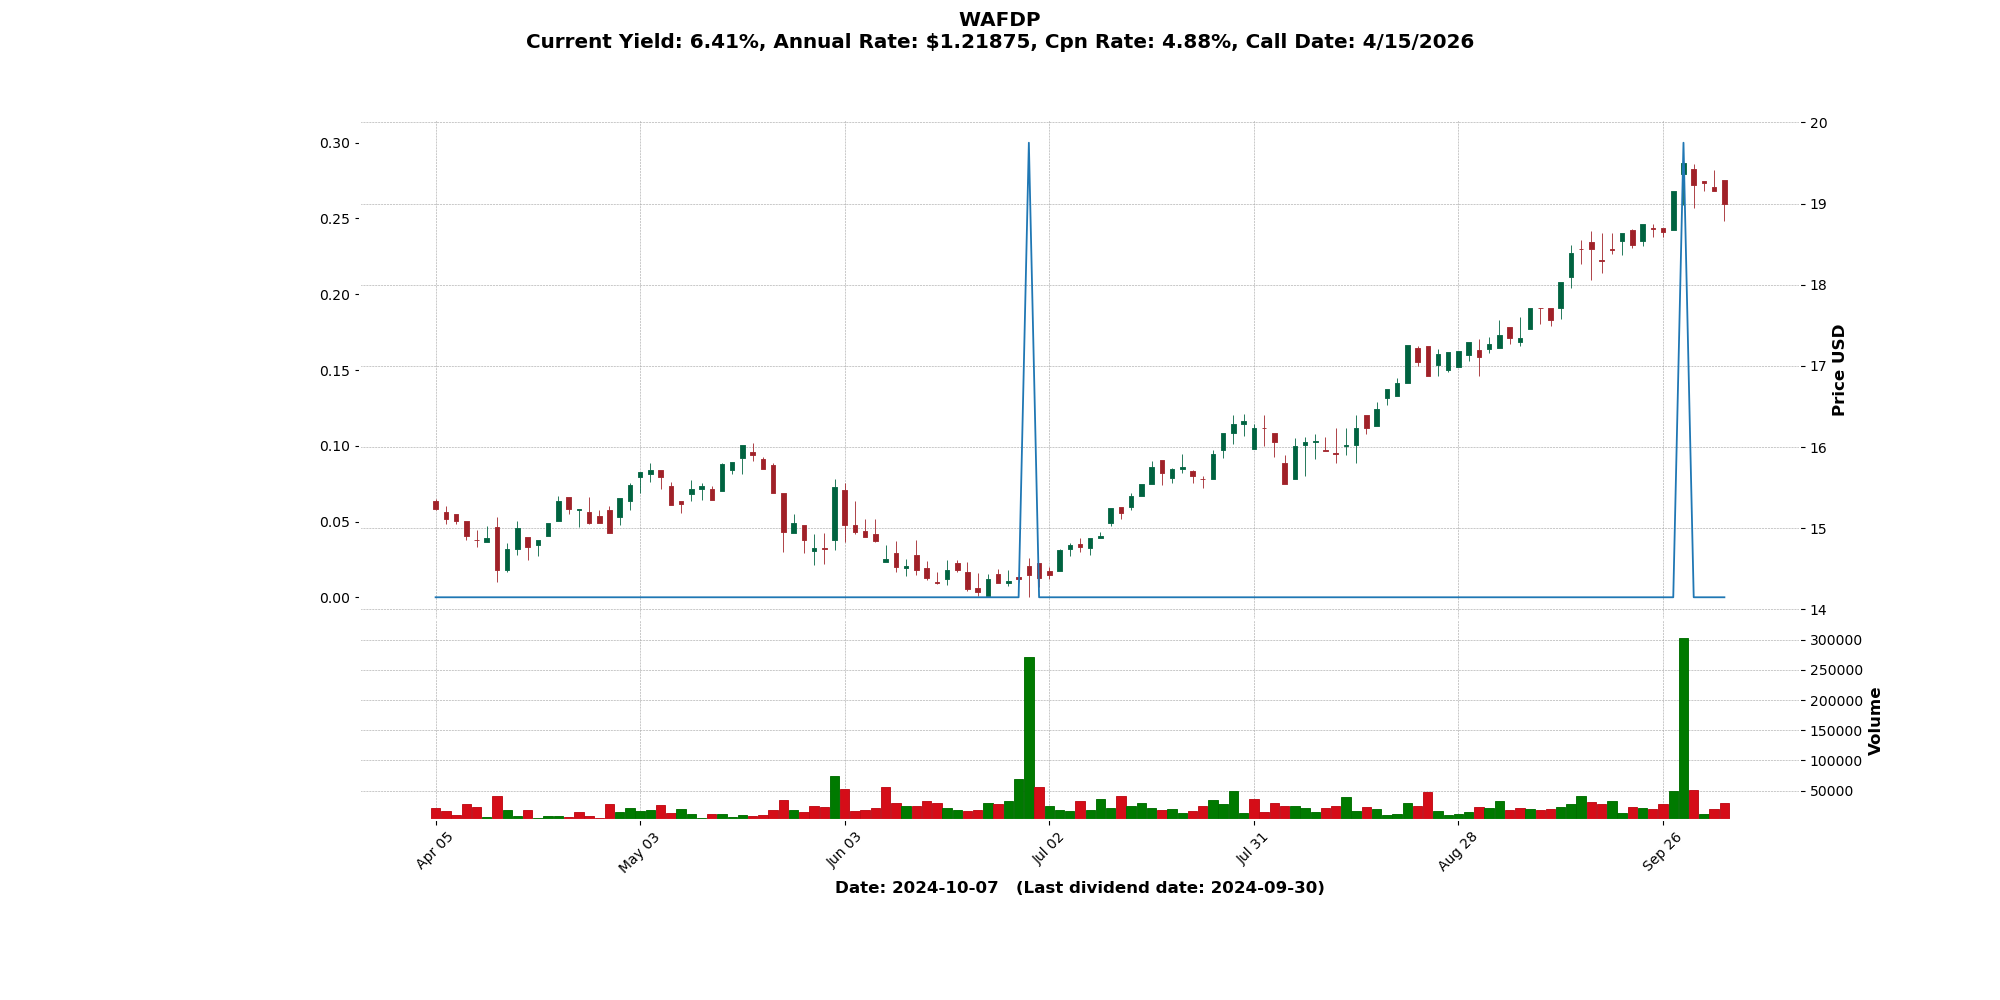 WAFDP
Current Yield: 6.41%, Annual Rate: $1.21875, Cpn Rate: 4.88%, Call Date: 4/15/2026
0.30
0.25
0.20
0.15
0.10
0.05
0.00
20
19
18
17
16
15
14
Price USD
300000
250000
200000
150000
100000
50000
Volume
Apr 05
May 03
Jun 03
Jul 02
Jul 31
Aug 28
Sep 26
Date: 2024-10-07   (Last dividend date: 2024-09-30)